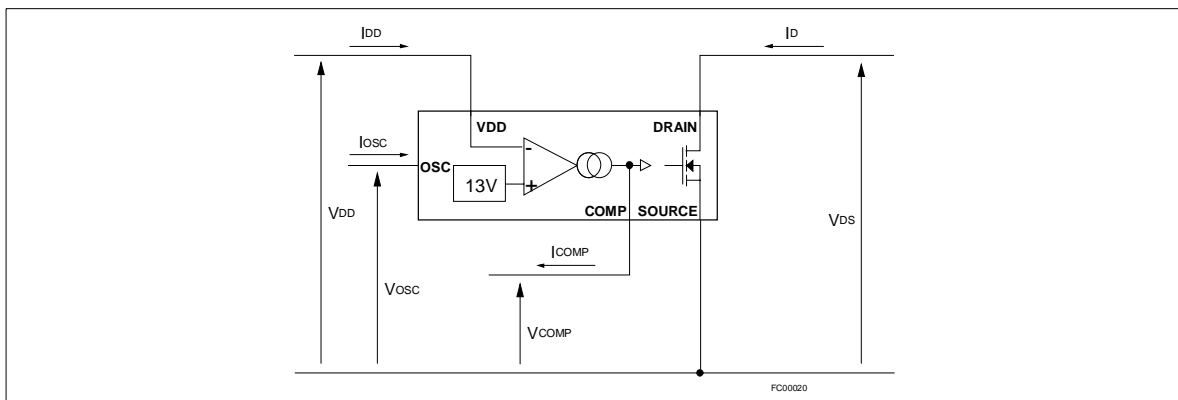 IDD
ID
VDD
DRAIN
IOSC
OSC
-
13V
+
COMP
SOURCE
VDD
VDS
ICOMP
VOSC
VCOMP
FC00020